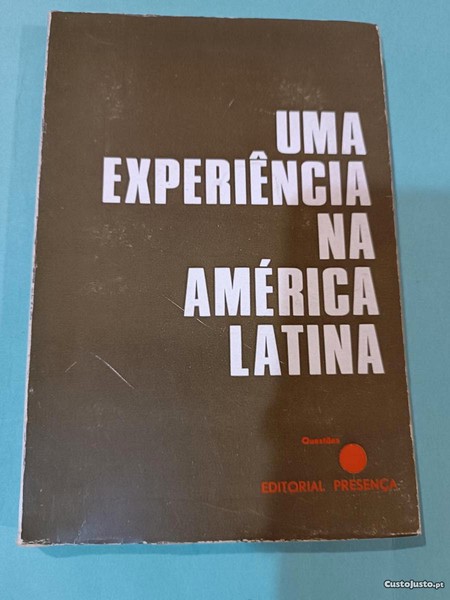 UMA
EXPERIÊNCIA
NA
AMÉRICA
LATINA
Questões
EDITORIAL PRESENÇA
CustoJusto.pt